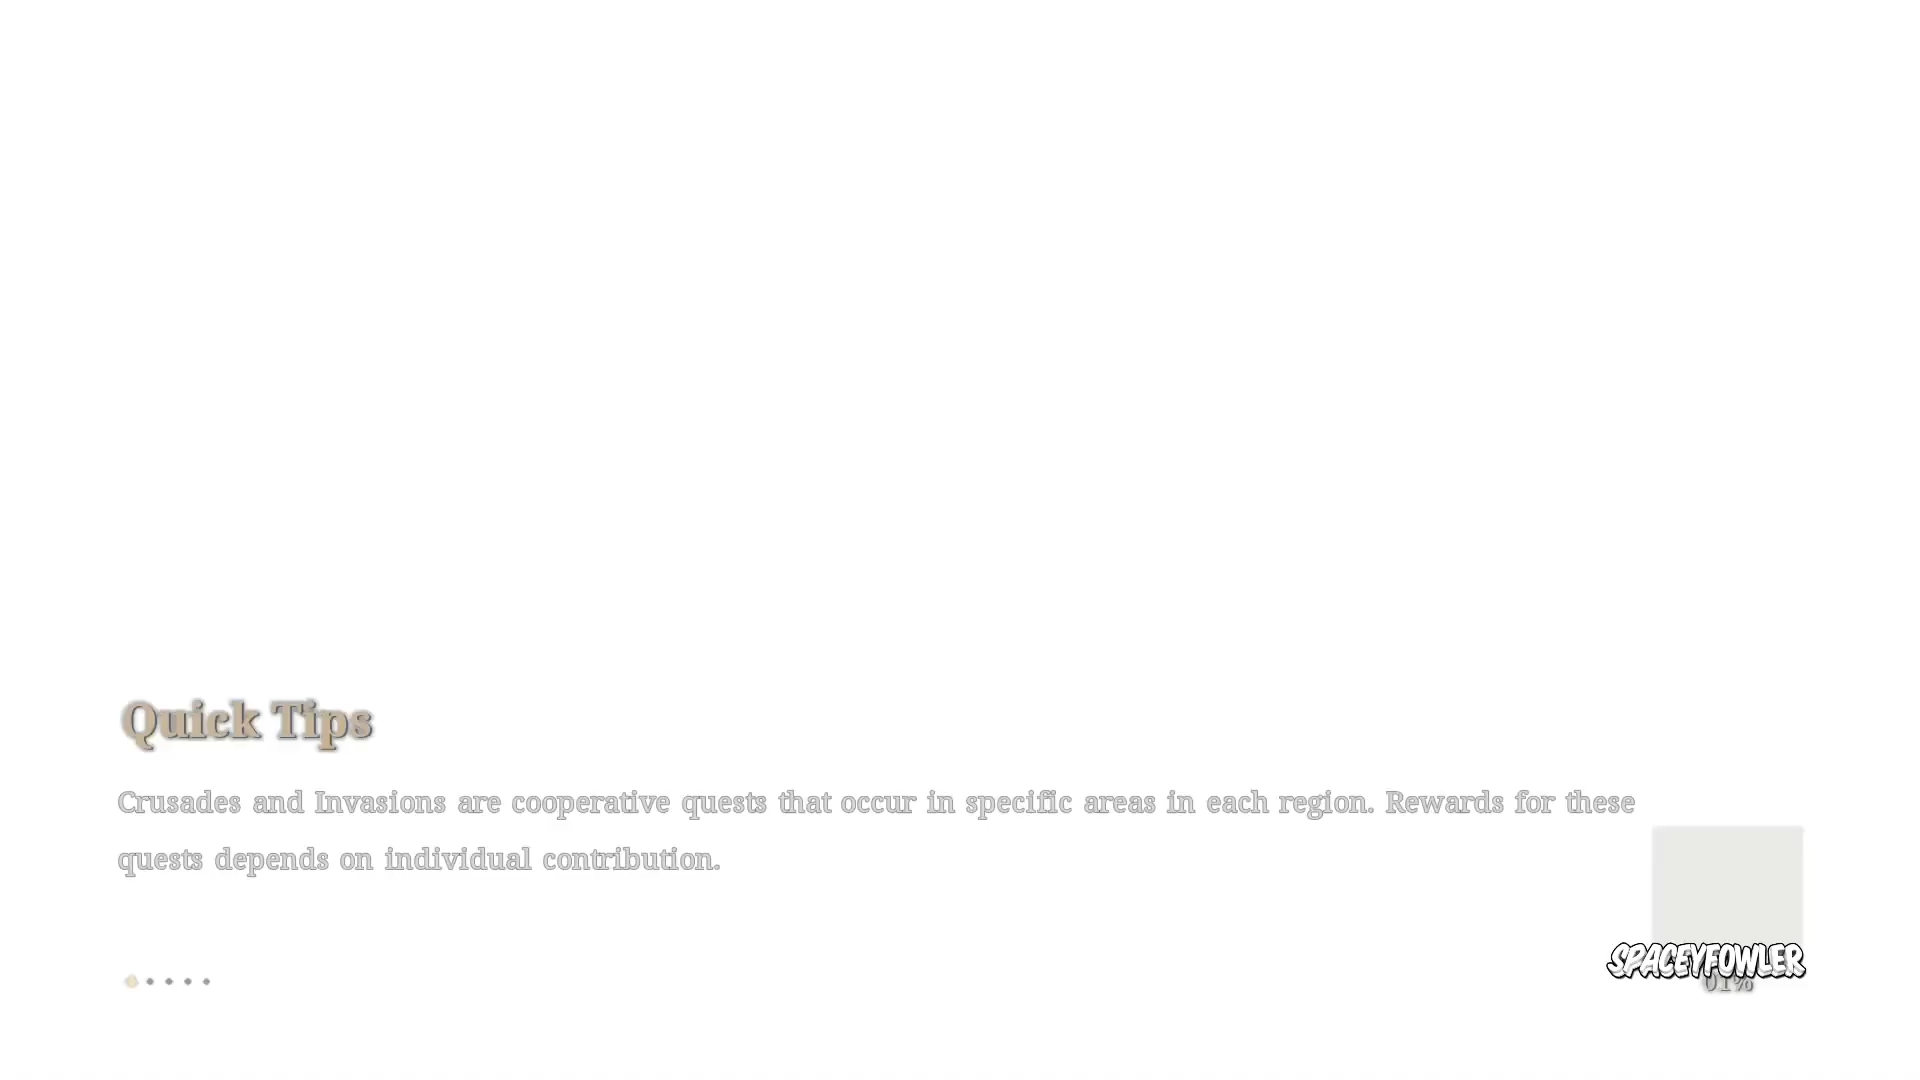 Quick Tips
Crusades and Invasions are cooperative quests that occur in specific areas in each region. Rewards for these
quests depends on individual contribution.
SPACEYFOWLER
01%